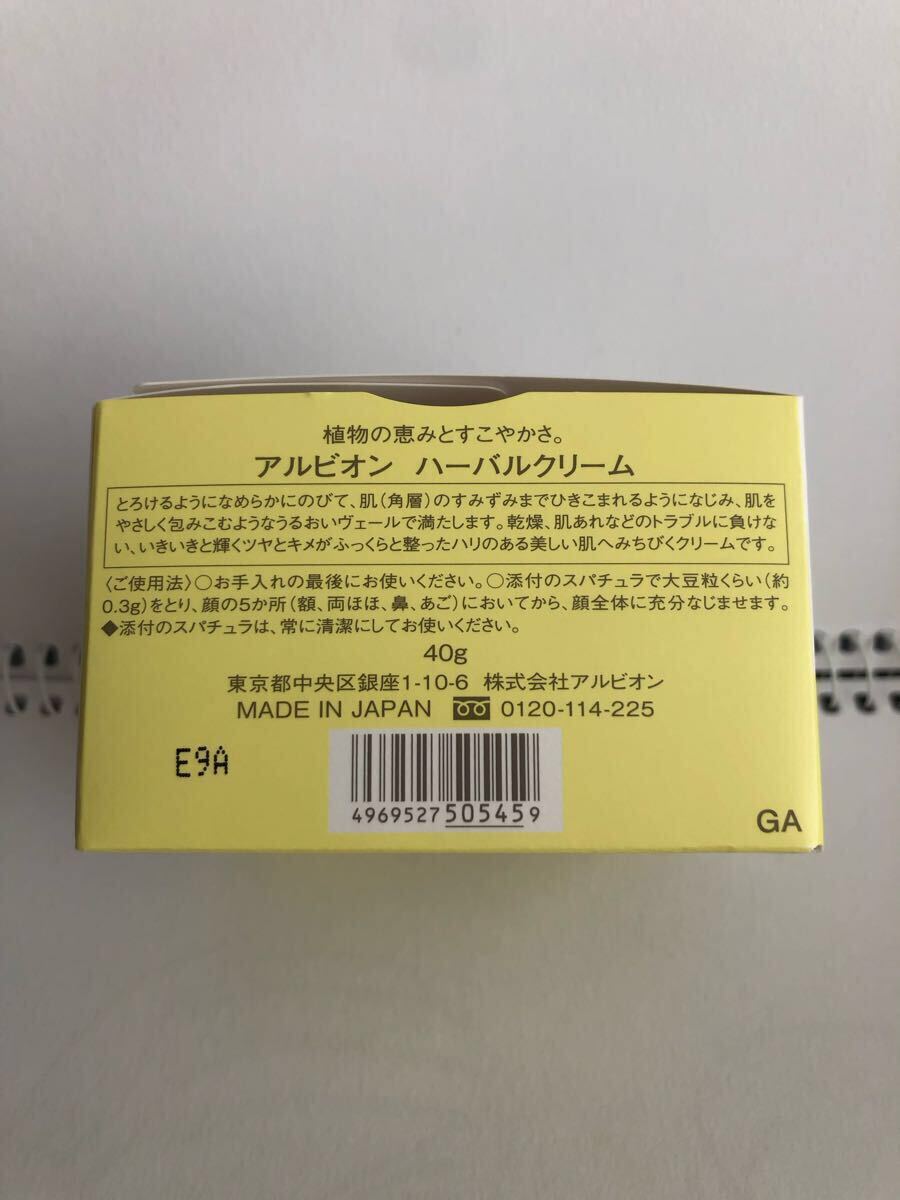 植物の恵みとすこやかさ。
アルビオン ハーバルクリーム
とろけるようになめらかにのびて、肌(角層)のすみずみまでひきこまれるようになじみ、肌を
やさしく包みこむようなうるおいヴェールで満たします。乾燥、肌あれなどのトラブルに負けな
い、いきいきと輝くツヤとキメがふっくらと整ったハリのある美しい肌へみちびくクリームです。
〈ご使用法〉○お手入れの最後にお使いください。○添付のスパチュラで大豆粒くらい(約
0.3g)をとり、顔の5か所(額、両ほほ、鼻、あご)においてから、顔全体に充分なじませます。
◆添付のスパチュラは、常に清潔にしてお使いください。
40g
東京都中央区銀座1-10-6 株式会社アルビオン
MADE IN JAPAN 0120-114-225
E9A
4969527505459
GA